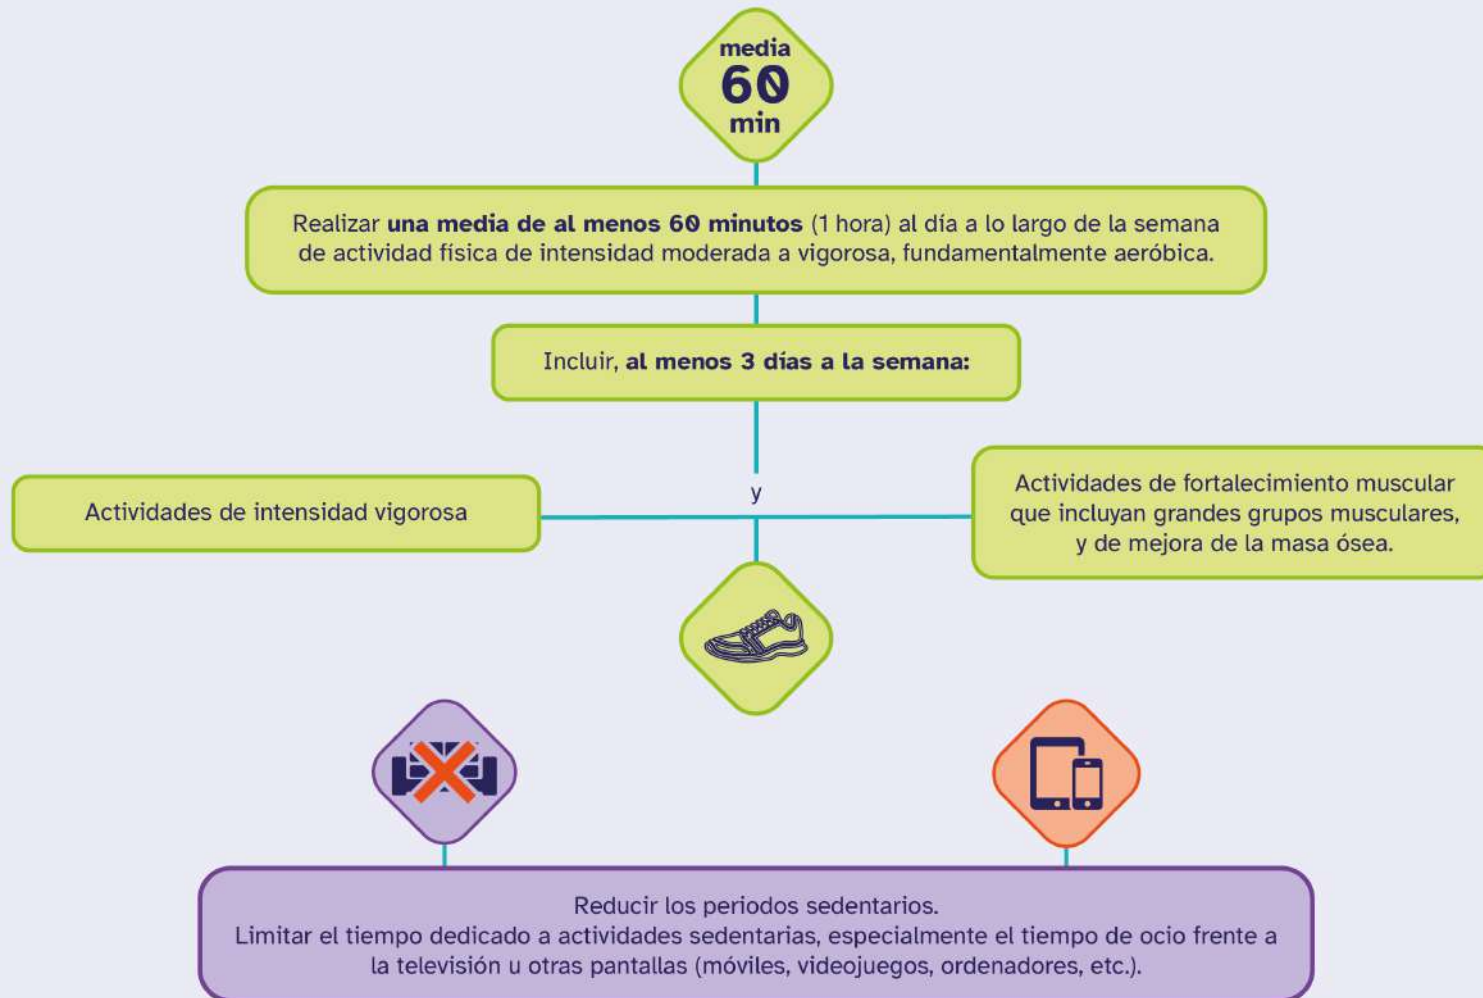 media
60
min
Realizar una media de al menos 60 minutos (1 hora) al día a lo largo de la semana
de actividad física de intensidad moderada a vigorosa, fundamentalmente aeróbica.
Incluir, al menos 3 días a la semana:
y
Actividades de intensidad vigorosa
Actividades de fortalecimiento muscular
que incluyan grandes grupos musculares,
y de mejora de la masa ósea.
Reducir los periodos sedentarios.
Limitar el tiempo dedicado a actividades sedentarias, especialmente el tiempo de ocio frente a
la televisión u otras pantallas (móviles, videojuegos, ordenadores, etc.).